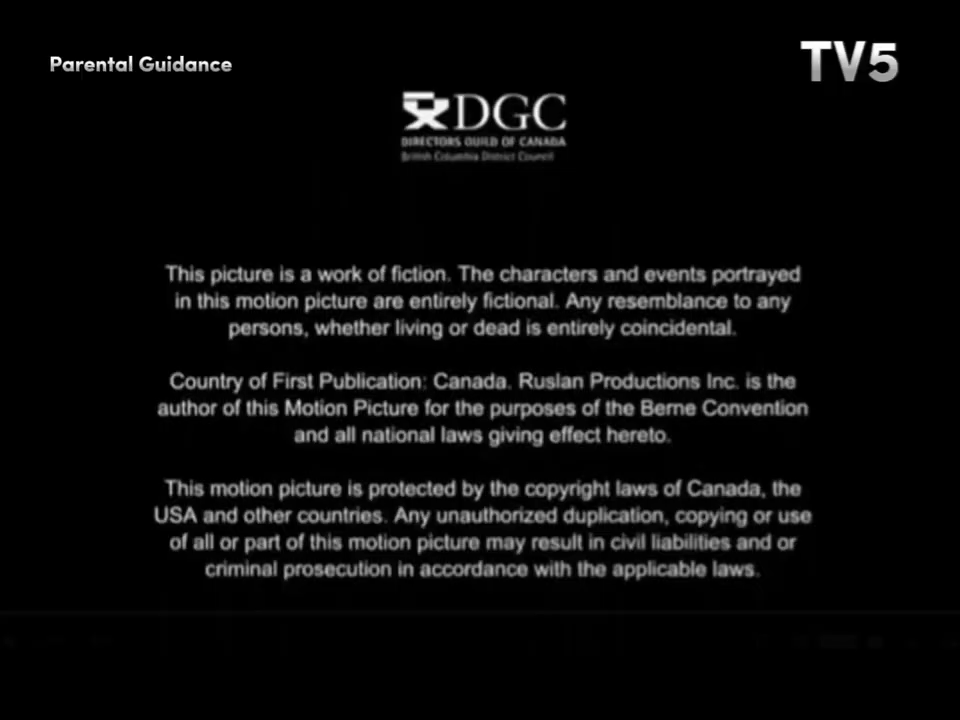 Parental Guidance
TV5
DGC
DIRECTORS GUILD OF CANADA
British Columbia District Council
This picture is a work of fiction. The characters and events portrayed
in this motion picture are entirely fictional. Any resemblance to any
persons, whether living or dead is entirely coincidental.
Country of First Publication: Canada. Ruslan Productions Inc. is the
author of this Motion Picture for the purposes of the Berne Convention
and all national laws giving effect hereto.
This motion picture is protected by the copyright laws of Canada, the
USA and other countries. Any unauthorized duplication, copying or use
of all or part of this motion picture may result in civil liabilities and or
criminal prosecution in accordance with the applicable laws.